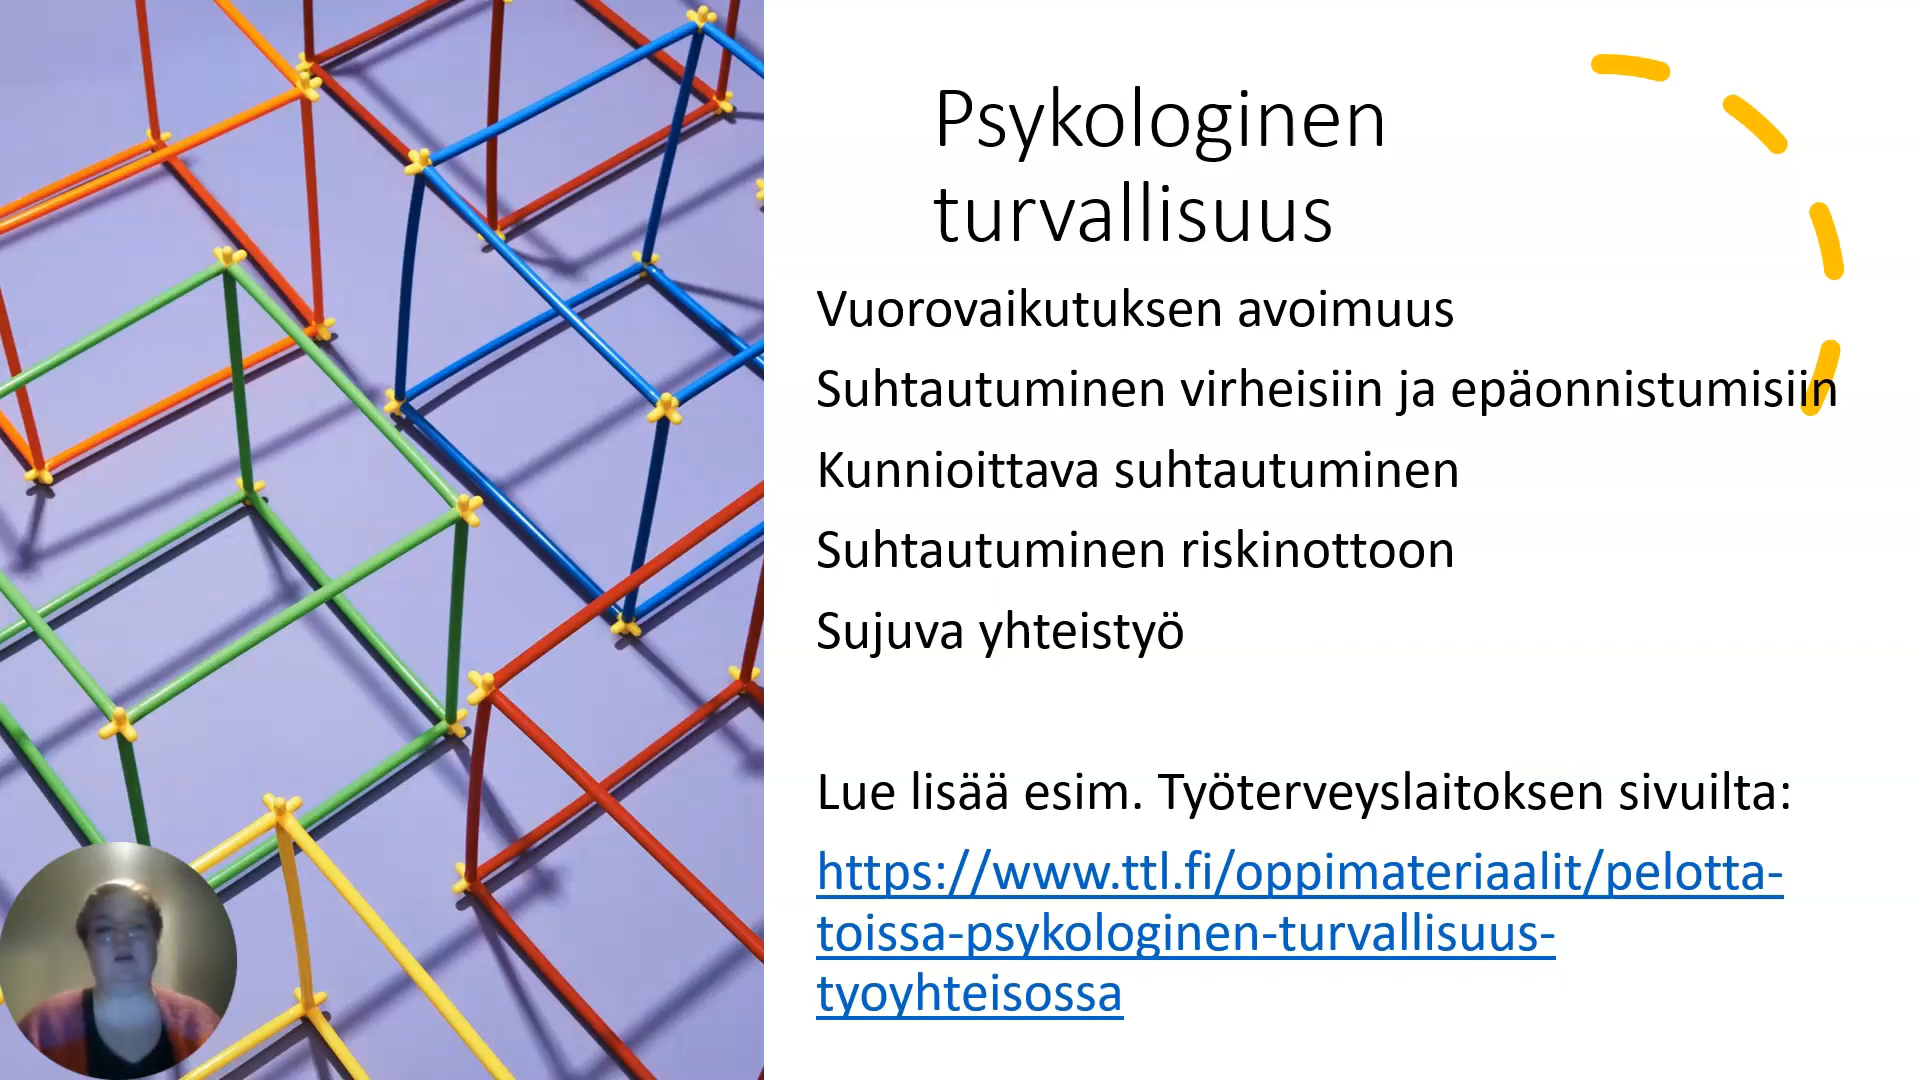 Psykologinen
turvallisuus
Vuorovaikutuksen avoimuus
Suhtautuminen virheisiin ja epäonnistumisiin
Kunnioittava suhtautuminen
Suhtautuminen riskinottoon
Sujuva yhteistyö
Lue lisää esim. Työterveyslaitoksen sivuilta:
https://www.ttl.fi/oppimateriaalit/pelotta-
toissa-psykologinen-turvallisuus-
tyoyhteisossa